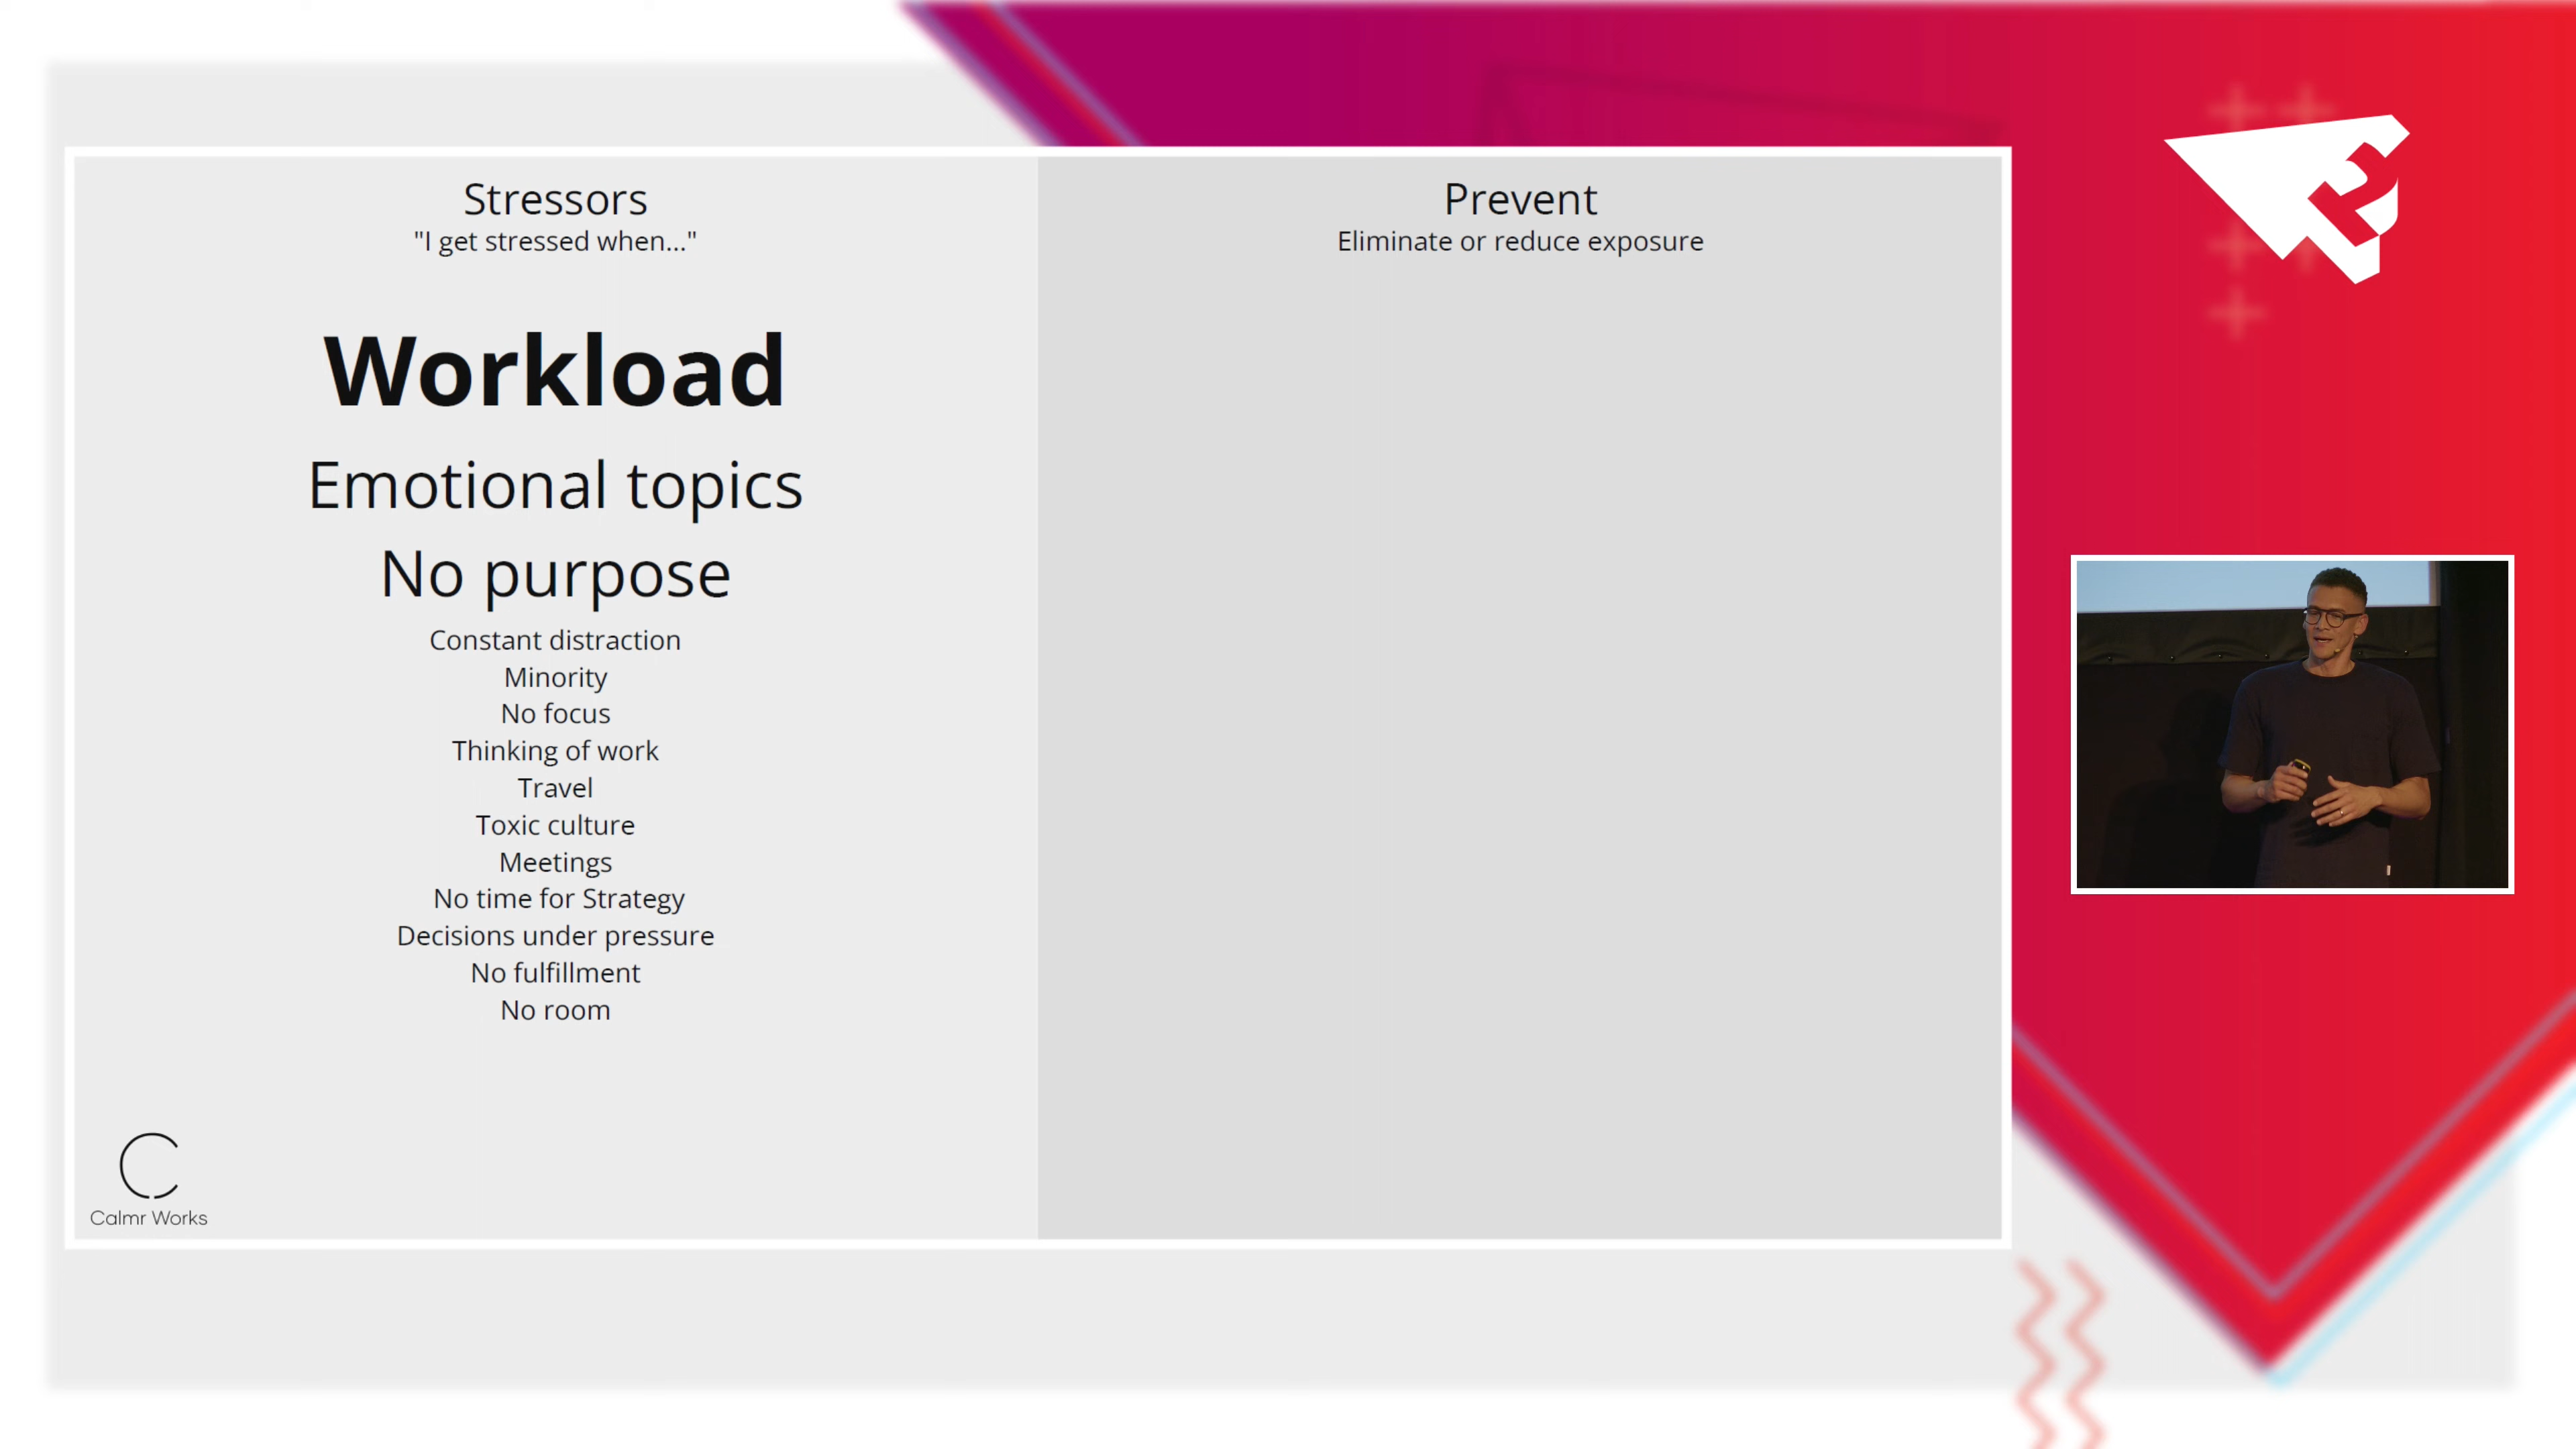 Stressors
"I get stressed when..."
Workload
Emotional topics
No purpose
Constant distraction
Minority
No focus
Thinking of work
Travel
Toxic culture
Meetings
No time for Strategy
Decisions under pressure
No fulfillment
No room
Calmr Works
Prevent
Eliminate or reduce exposure